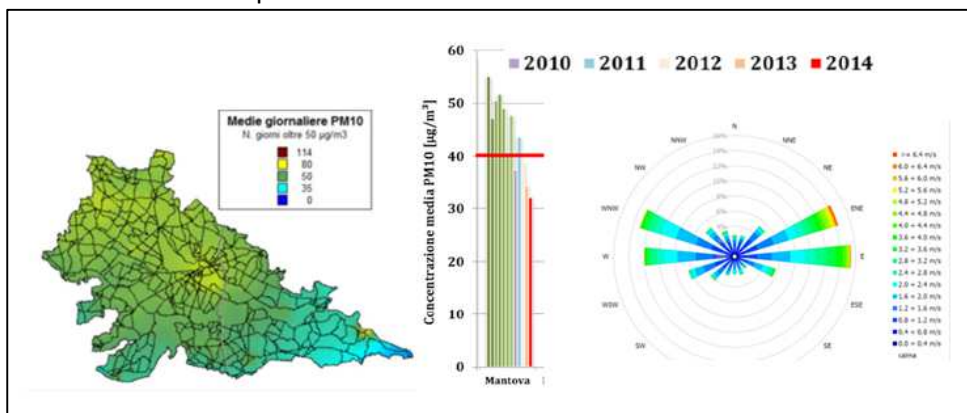 Medie giornaliere PM10
N. giorni oltre 50 µg/m3
114
80
50
35
0
Concentrazione media PM10 [µg/m³]
60
50
40
30
20
10
0
Mantova
2010
2011
2012
2013
2014
N
NNW
NNE
NW
NE
WNW
ENE
W
E
WSW
ESE
SW
SE
>= 6.4 m/s
6.0 ÷ 6.4 m/s
5.6 ÷ 6.0 m/s
5.2 ÷ 5.6 m/s
4.8 ÷ 5.2 m/s
4.4 ÷ 4.8 m/s
4.0 ÷ 4.4 m/s
3.6 ÷ 4.0 m/s
3.2 ÷ 3.6 m/s
2.8 ÷ 3.2 m/s
2.4 ÷ 2.8 m/s
2.0 ÷ 2.4 m/s
1.6 ÷ 2.0 m/s
1.2 ÷ 1.6 m/s
0.8 ÷ 1.2 m/s
0.4 ÷ 0.8 m/s
0.0 ÷ 0.4 m/s
calma